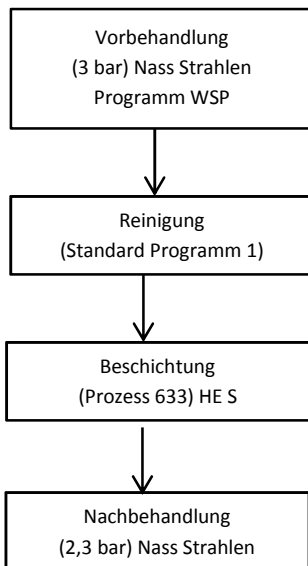 Vorbehandlung
(3 bar) Nass Strahlen
Programm WSP
Reinigung
(Standard Programm 1)
Beschichtung
(Prozess 633) HE S
Nachbehandlung
(2,3 bar) Nass Strahlen